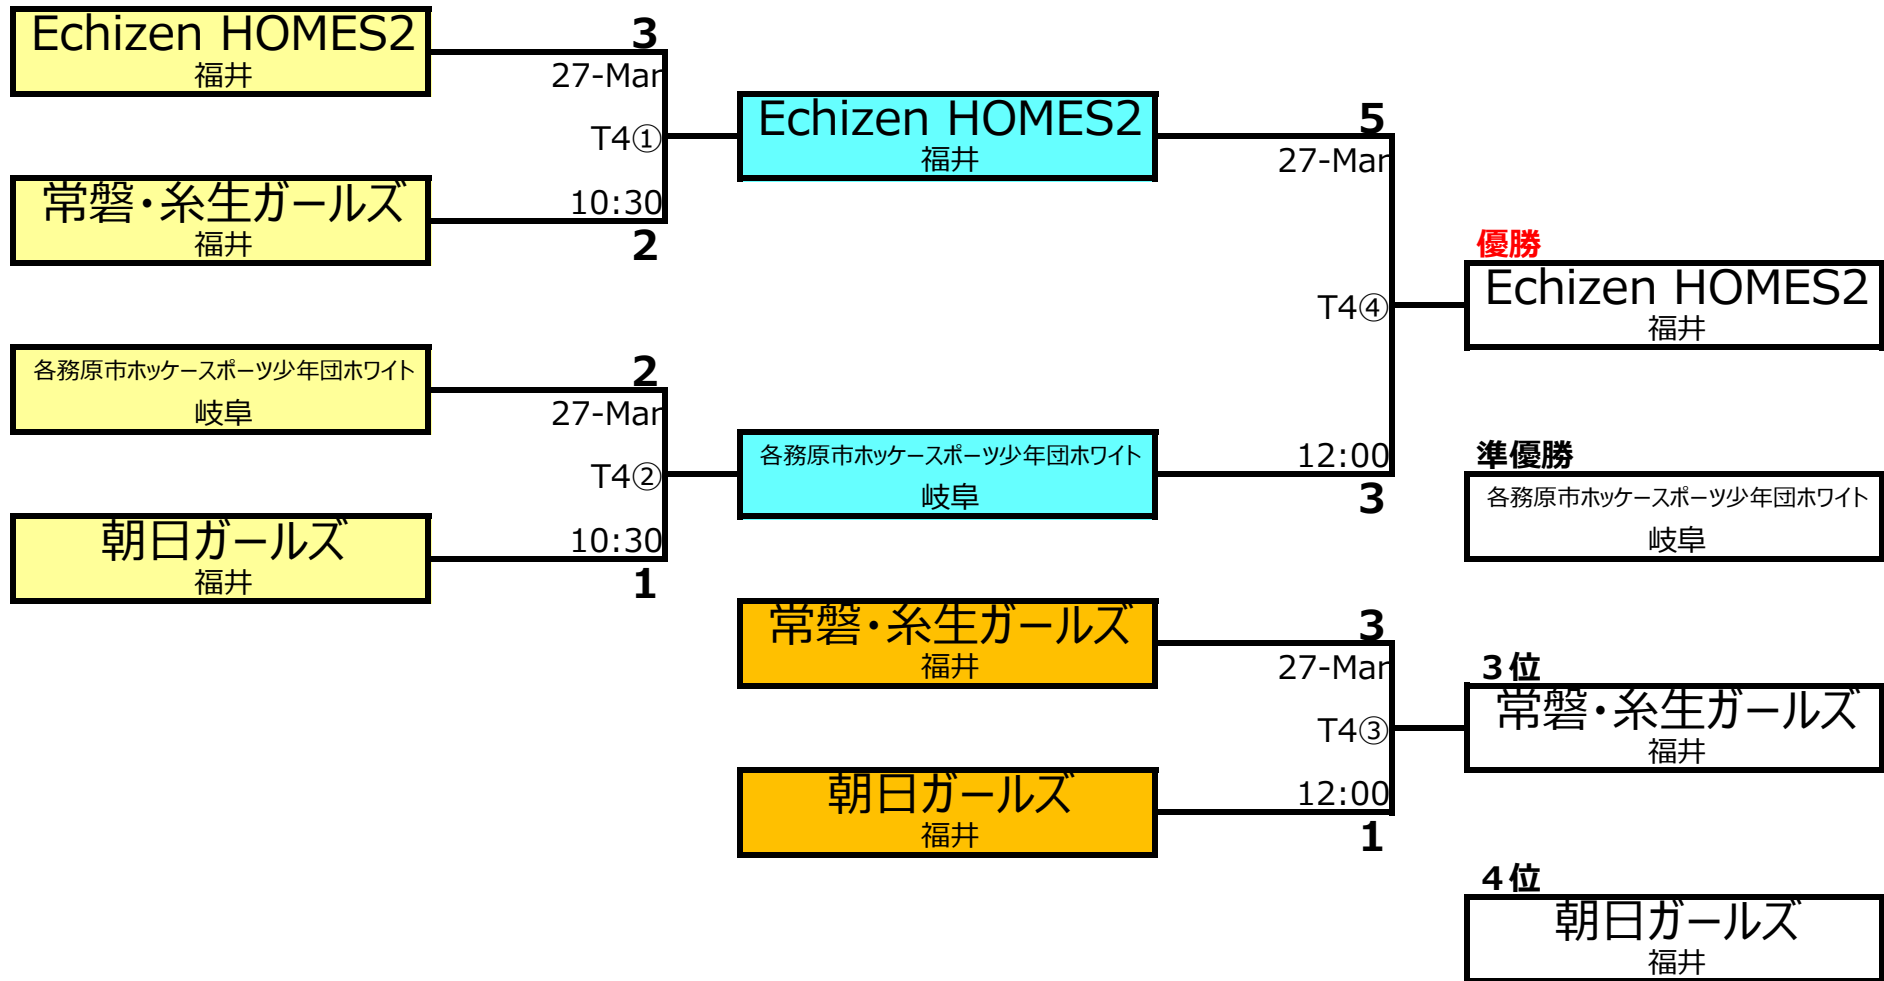 Echizen HOMES2
福井
3
27-Mar
T4①
10:30
常磐・糸生ガールズ
福井
2
各務原市ホッケースポーツ少年団ホワイト
岐阜
2
27-Mar
T4②
10:30
朝日ガールズ
福井
1
Echizen HOMES2
福井
5
27-Mar
T4④
12:00
各務原市ホッケースポーツ少年団ホワイト
岐阜
3
常磐・糸生ガールズ
福井
3
27-Mar
T4③
12:00
朝日ガールズ
福井
1
優勝
Echizen HOMES2
福井
準優勝
各務原市ホッケースポーツ少年団ホワイト
岐阜
３位
常磐・糸生ガールズ
福井
４位
朝日ガールズ
福井